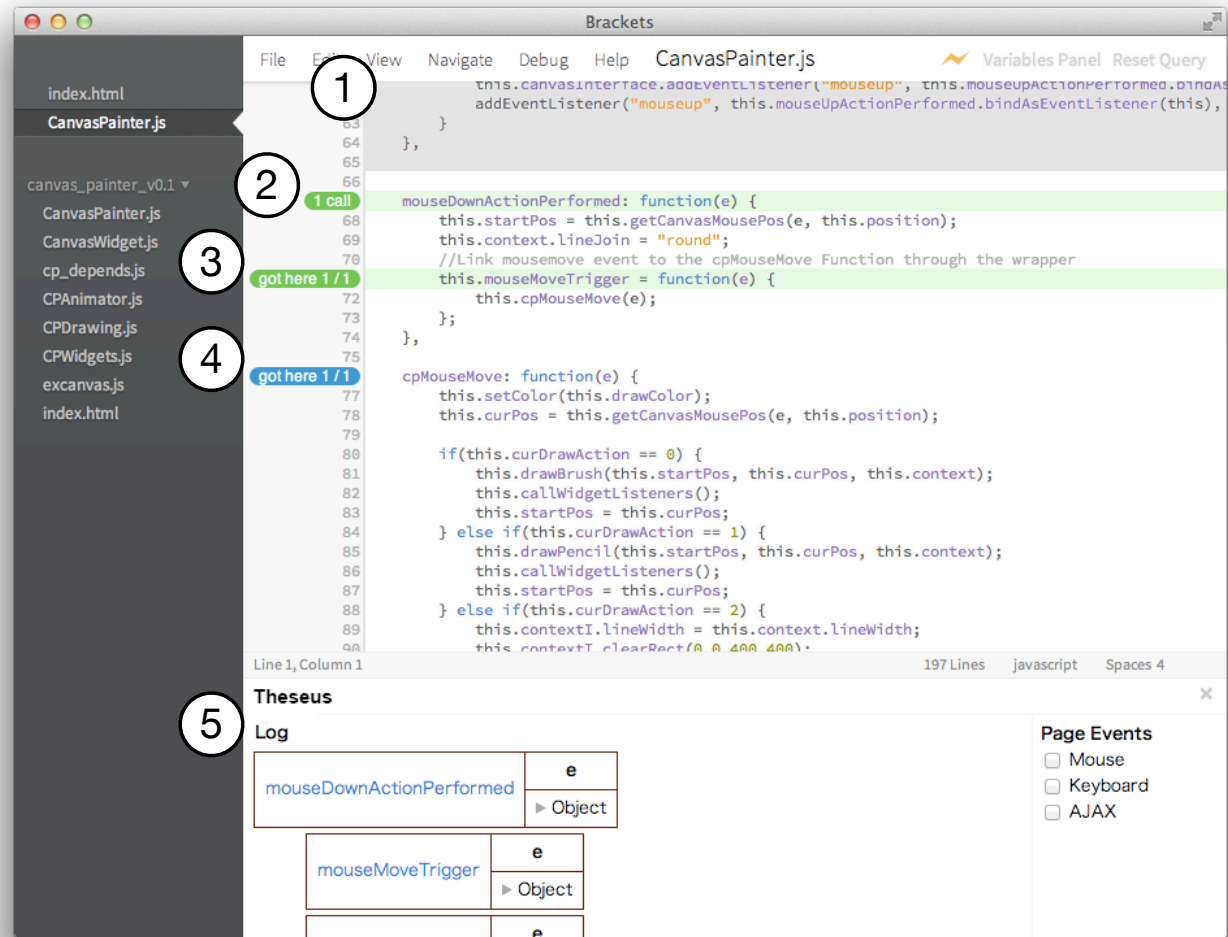 Brackets
File Edit View Navigate Debug Help CanvasPainter.js Variables Panel Reset Query
index.html
CanvasPainter.js
canvas_painter_v0.1
CanvasPainter.js
CanvasWidget.js
cp_depends.js
CPAnimator.js
CPDrawing.js
CPWidgets.js
excanvas.js
index.html
1
2
3
4
5
this.canvasInterface.addEventListener("mouseup", this.mouseUpActionPerformed.bindAs
addEventListener("mouseup", this.mouseUpActionPerformed.bindAsEventListener(this),
63 }
64 },
65
66
1 call mouseDownActionPerformed: function(e) {
68 this.startPos = this.getCanvasMousePos(e, this.position);
69 this.context.lineJoin = "round";
70 //Link mousemove event to the cpMouseMove Function through the wrapper
got here 1 / 1 this.mouseMoveTrigger = function(e) {
72 this.cpMouseMove(e);
73 };
74 },
75
got here 1 / 1 cpMouseMove: function(e) {
77 this.setColor(this.drawColor);
78 this.curPos = this.getCanvasMousePos(e, this.position);
79
80 if(this.curDrawAction == 0) {
81 this.drawBrush(this.startPos, this.curPos, this.context);
82 this.callWidgetListeners();
83 this.startPos = this.curPos;
84 } else if(this.curDrawAction == 1) {
85 this.drawPencil(this.startPos, this.curPos, this.context);
86 this.callWidgetListeners();
87 this.startPos = this.curPos;
88 } else if(this.curDrawAction == 2) {
89 this.contextI.lineWidth = this.context.lineWidth;
90 this.contextI.clearRect(0,0,400,400);
Line 1, Column 1 197 Lines javascript Spaces 4
Theseus
Log
mouseDownActionPerformed
e
Object
mouseMoveTrigger
e
Object
e
Page Events
Mouse
Keyboard
AJAX